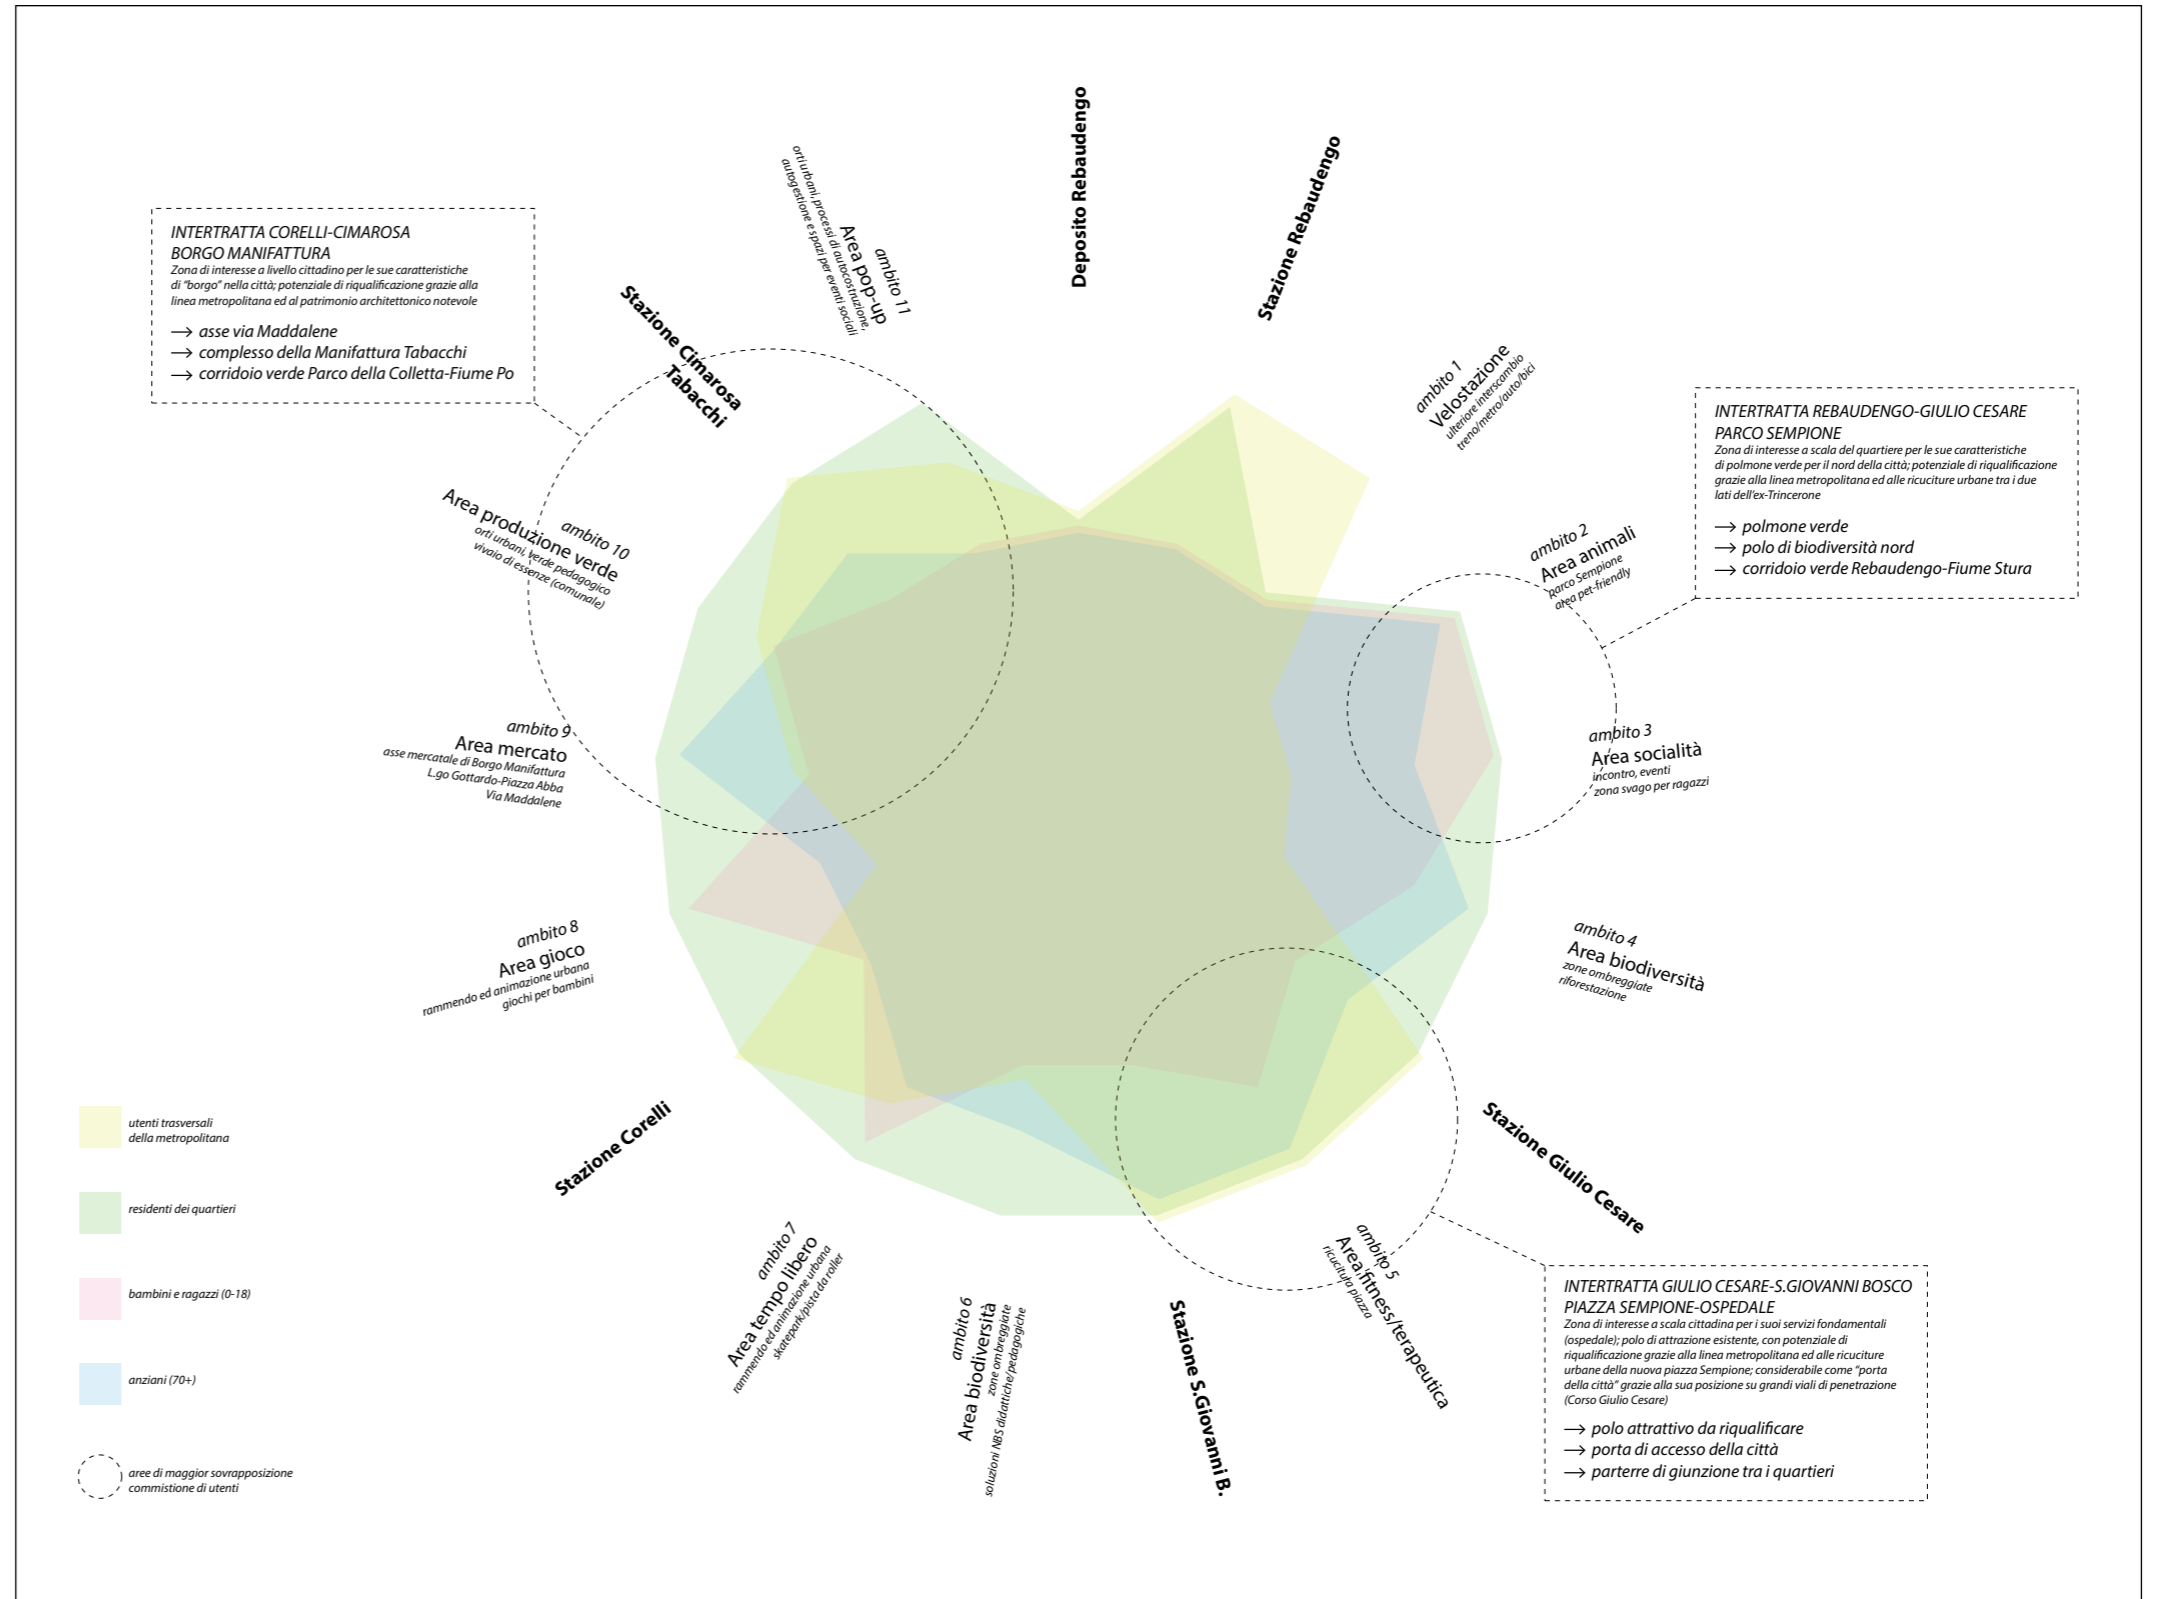 Deposito Rebaudengo
Stazione Rebaudengo
ambito 1
Velostazione
ulteriore interscambio
treno/metro/auto/bici
ambito 2
Area animali
Parco Sempione
area pet-friendly
ambito 3
Area socialità
incontro, eventi
zona svago per ragazzi
ambito 4
Area biodiversità
zone ombreggiate
riforestazione
Stazione Giulio Cesare
ambito 5
Area fitness/terapeutica
ricucitura piazza
Stazione S.Giovanni B.
ambito 6
Area biodiversità
zone ombreggiate
soluzioni NBS didattiche/pedagogiche
ambito 7
Area tempo libero
rammendo ed animazione urbana
skatepark/pista da roller
Stazione Corelli
ambito 8
Area gioco
rammendo ed animazione urbana
giochi per bambini
ambito 9
Area mercato
asse mercatale di Borgo Manifattura
L.go Gottardo-Piazza Abba
Via Maddalene
ambito 10
Area produzione verde
orti urbani, verde pedagogico
vivaio di essenze (comunale)
Stazione Cimarosa
Tabacchi
ambito 11
Area pop-up
orti urbani, processi di autocostruzione,
autogestione e spazi per eventi sociali
INTERTRATTA CORELLI-CIMAROSA
BORGO MANIFATTURA
Zona di interesse a livello cittadino per le sue caratteristiche
di “borgo” nella città; potenziale di riqualificazione grazie alla
linea metropolitana ed al patrimonio architettonico notevole
→ asse via Maddalene
→ complesso della Manifattura Tabacchi
→ corridoio verde Parco della Colletta-Fiume Po
INTERTRATTA REBAUDENGO-GIULIO CESARE
PARCO SEMPIONE
Zona di interesse a scala del quartiere per le sue caratteristiche
di polmone verde per il nord della città; potenziale di riqualificazione
grazie alla linea metropolitana ed alle ricuciture urbane tra i due
lati dell’ex-Trincerone
→ polmone verde
→ polo di biodiversità nord
→ corridoio verde Rebaudengo-Fiume Stura
INTERTRATTA GIULIO CESARE-S.GIOVANNI BOSCO
PIAZZA SEMPIONE-OSPEDALE
Zona di interesse a scala cittadina per i suoi servizi fondamentali
(ospedale); polo di attrazione esistente, con potenziale di
riqualificazione grazie alla linea metropolitana ed alle ricuciture
urbane della nuova piazza Sempione; considerabile come “porta
della città” grazie alla sua posizione su grandi viali di penetrazione
(Corso Giulio Cesare)
→ polo attrattivo da riqualificare
→ porta di accesso della città
→ parterre di giunzione tra i quartieri
utenti trasversali
della metropolitana
residenti dei quartieri
bambini e ragazzi (0-18)
anziani (70+)
aree di maggior sovrapposizione
commistione di utenti